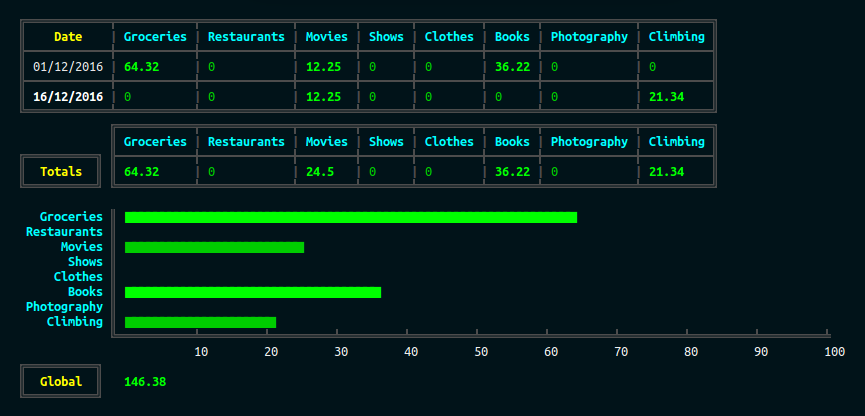 Date Groceries Restaurants Movies Shows Clothes Books Photography Climbing
01/12/2016 64.32 0 12.25 0 0 36.22 0 0
16/12/2016 0 0 12.25 0 0 0 0 21.34
Groceries Restaurants Movies Shows Clothes Books Photography Climbing
Totals 64.32 0 24.5 0 0 36.22 0 21.34
Groceries
Restaurants
Movies
Shows
Clothes
Books
Photography
Climbing
10 20 30 40 50 60 70 80 90 100
Global 146.38